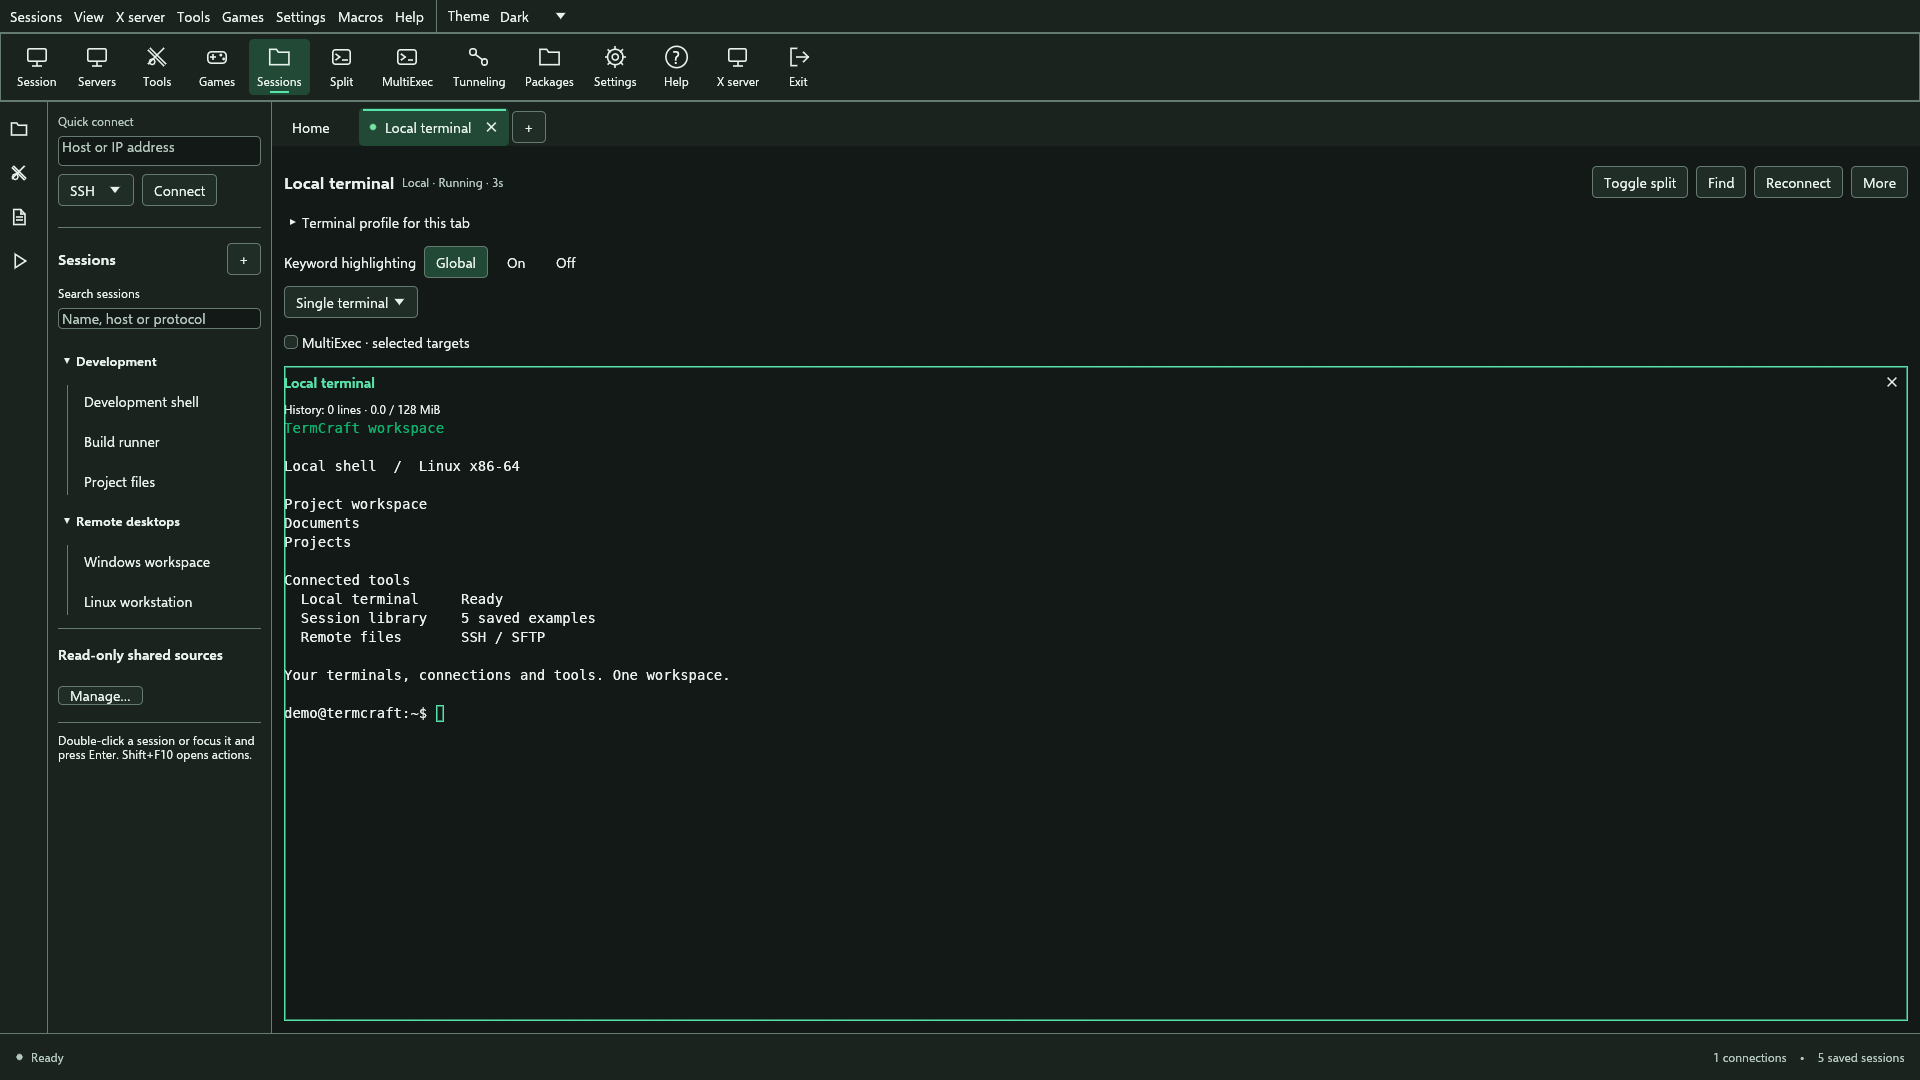 Sessions View X server Tools Games Settings Macros Help Theme Dark
Session Servers Tools Games Sessions Split MultiExec Tunneling Packages Settings Help X server Exit
Quick connect
Host or IP address
SSH Connect
Sessions +
Search sessions
Name, host or protocol
Development
Development shell
Build runner
Project files
Remote desktops
Windows workspace
Linux workstation
Read-only shared sources
Manage...
Double-click a session or focus it and
press Enter. Shift+F10 opens actions.
Home Local terminal +
Local terminal Local · Running · 3s Toggle split Find Reconnect More
Terminal profile for this tab
Keyword highlighting Global On Off
Single terminal
MultiExec · selected targets
Local terminal
History: 0 lines · 0.0 / 128 MiB
TermCraft workspace
Local shell / Linux x86-64
Project workspace
Documents
Projects
Connected tools
Local terminal Ready
Session library 5 saved examples
Remote files SSH / SFTP
Your terminals, connections and tools. One workspace.
demo@termcraft:~$
Ready 1 connections • 5 saved sessions